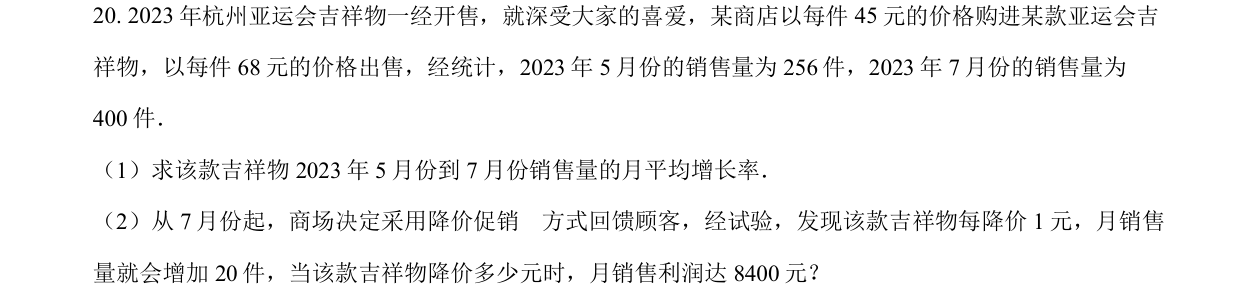 20. 2023 年杭州亚运会吉祥物一经开售，就深受大家的喜爱，某商店以每件 45 元的价格购进某款亚运会吉
祥物，以每件 68 元的价格出售，经统计，2023 年 5 月份的销售量为 256 件，2023 年 7 月份的销售量为
400 件．
（1）求该款吉祥物 2023 年 5 月份到 7 月份销售量的月平均增长率．
（2）从 7 月份起，商场决定采用降价促销 方式回馈顾客，经试验，发现该款吉祥物每降价 1 元，月销售
量就会增加 20 件，当该款吉祥物降价多少元时，月销售利润达 8400 元？